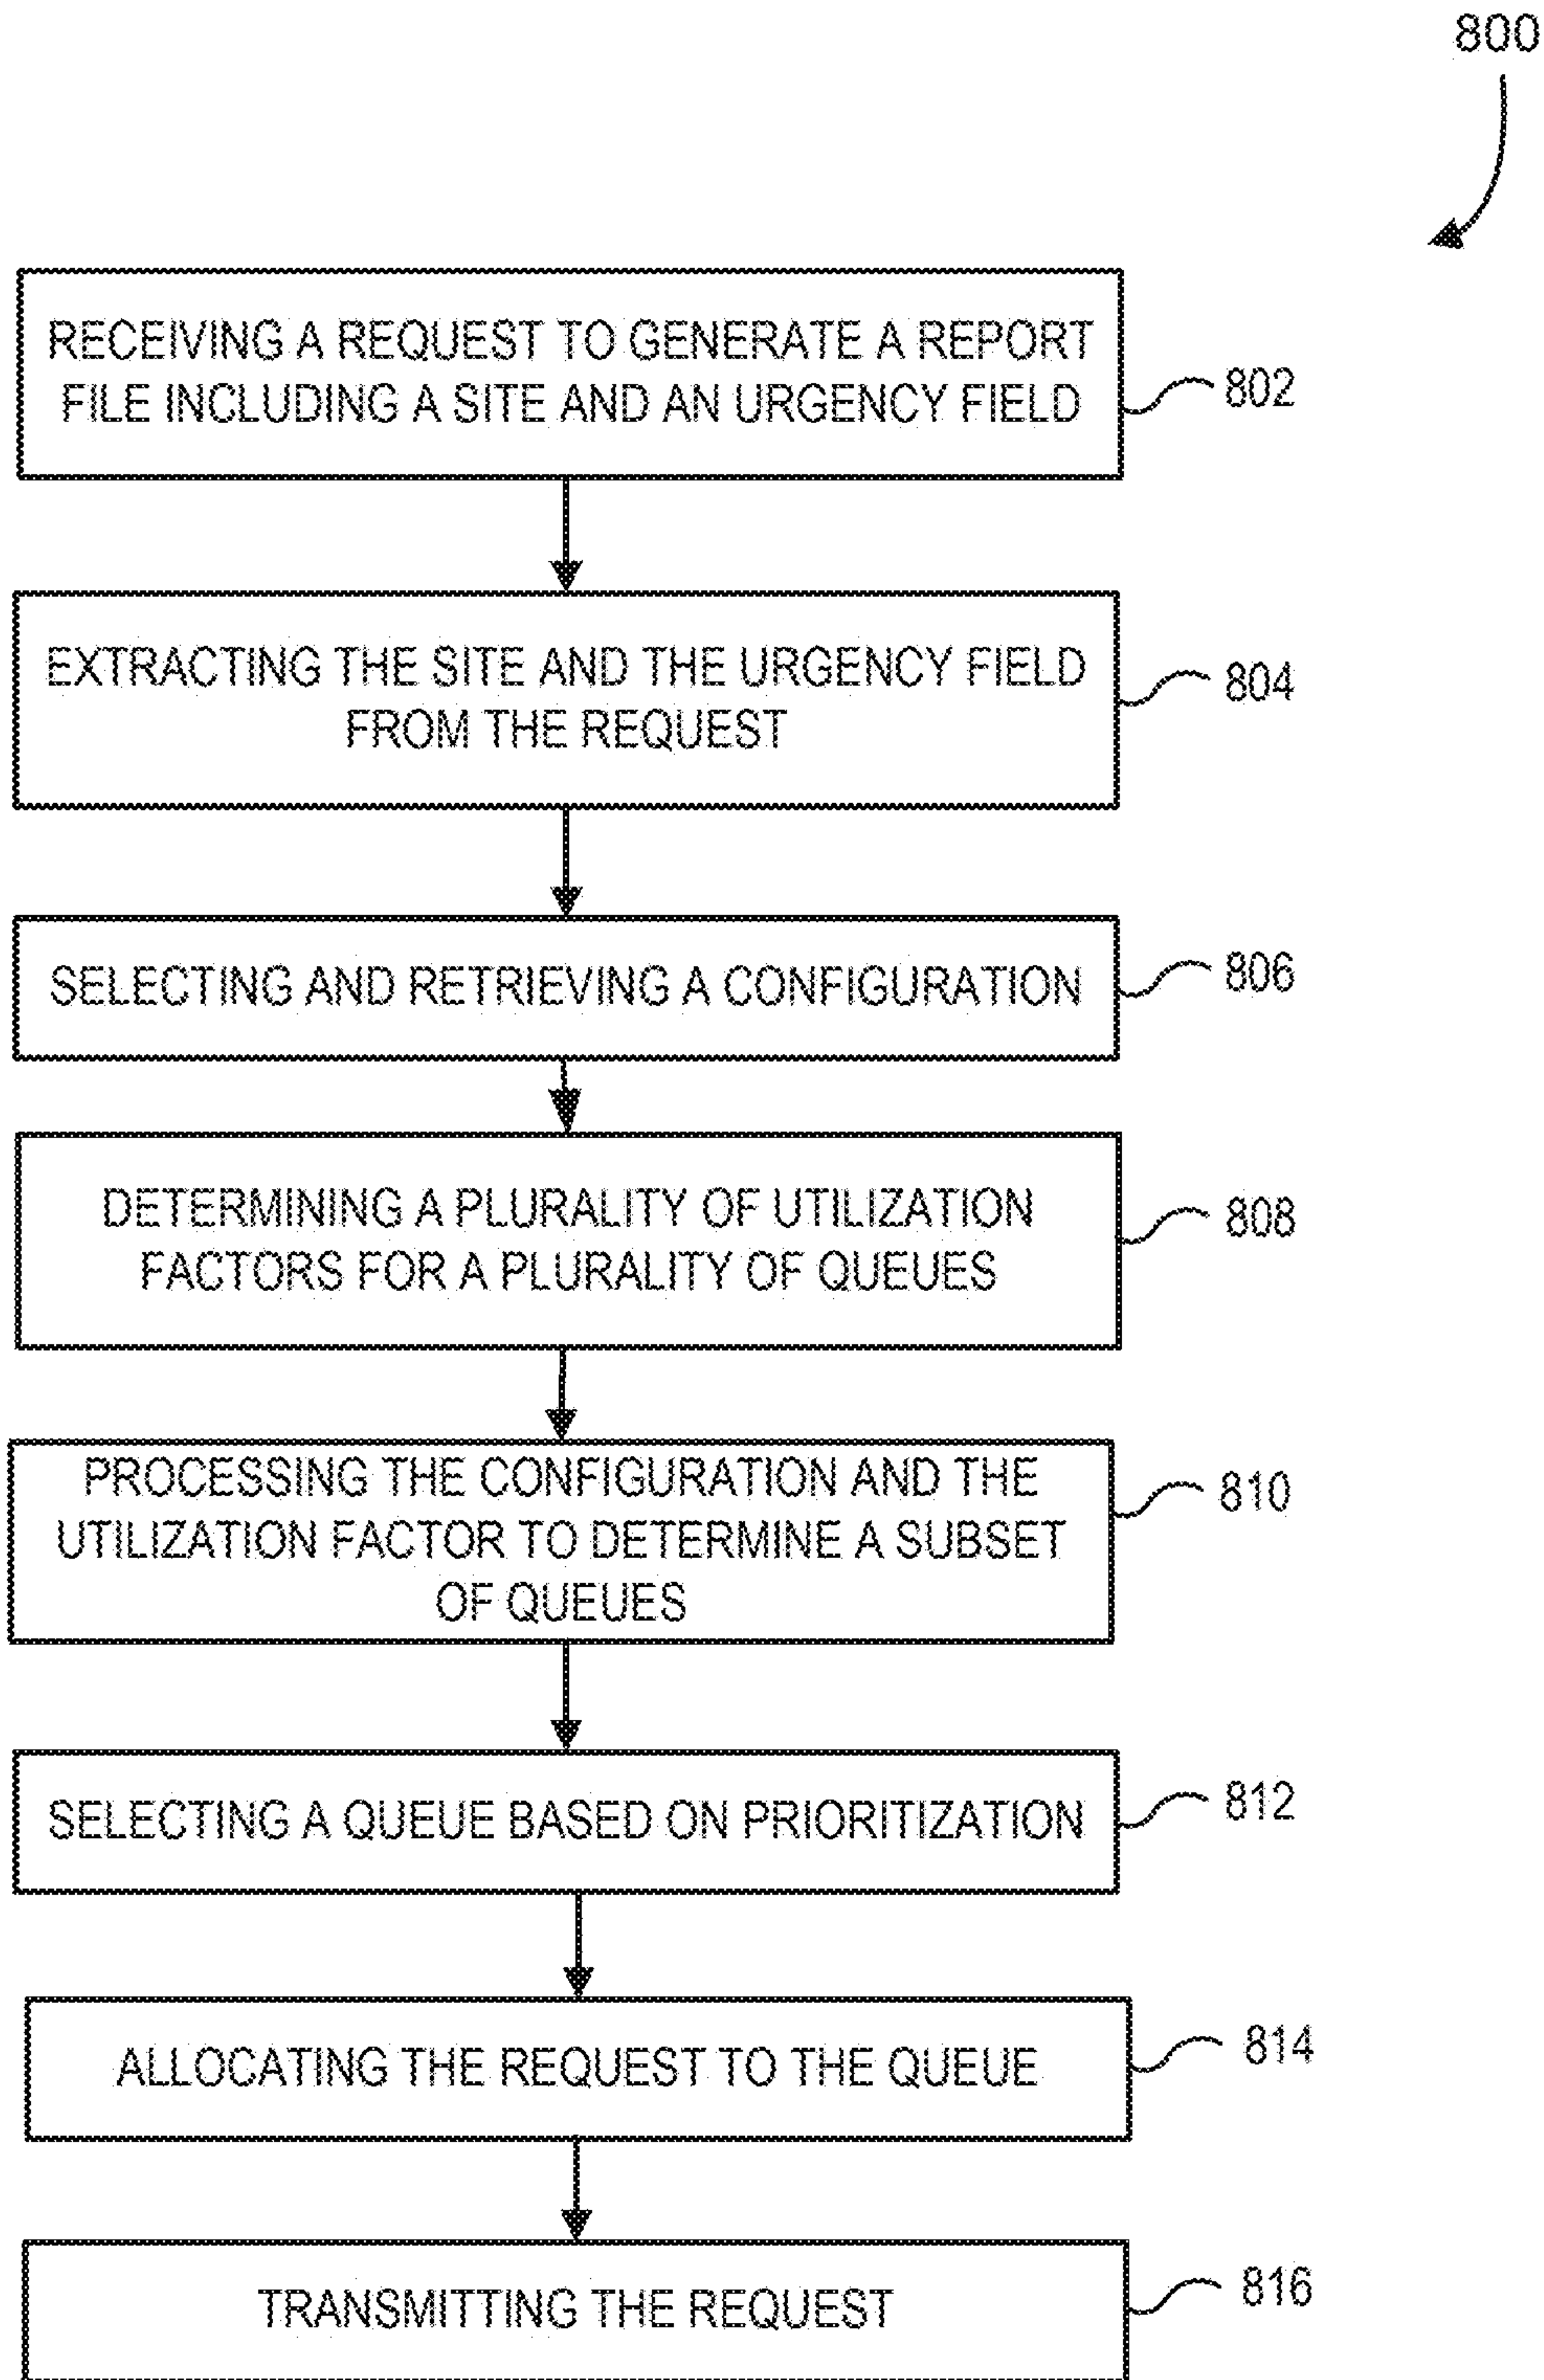 800
RECEIVING A REQUEST TO GENERATE A REPORT
FILE INCLUDING A SITE AND AN URGENCY FIELD
802
EXTRACTING THE SITE AND THE URGENCY FIELD
FROM THE REQUEST
804
SELECTING AND RETRIEVING A CONFIGURATION
806
DETERMINING A PLURALITY OF UTILIZATION
FACTORS FOR A PLURALITY OF QUEUES
808
PROCESSING THE CONFIGURATION AND THE
UTILIZATION FACTOR TO DETERMINE A SUBSET
OF QUEUES
810
SELECTING A QUEUE BASED ON PRIORITIZATION
812
ALLOCATING THE REQUEST TO THE QUEUE
814
TRANSMITTING THE REQUEST
816